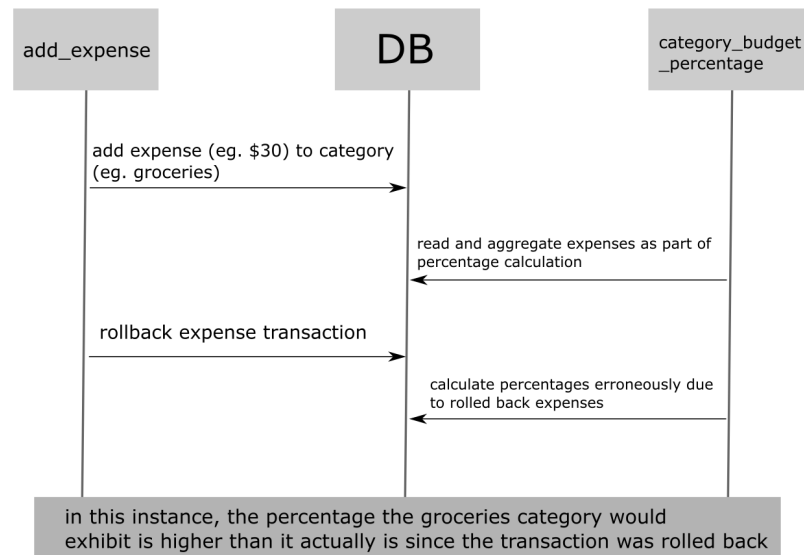 add_expense
DB
category_budget
_percentage
add expense (eg. $30) to category
(eg. groceries)
read and aggregate expenses as part of
percentage calculation
rollback expense transaction
calculate percentages erroneously due
to rolled back expenses
in this instance, the percentage the groceries category would
exhibit is higher than it actually is since the transaction was rolled back